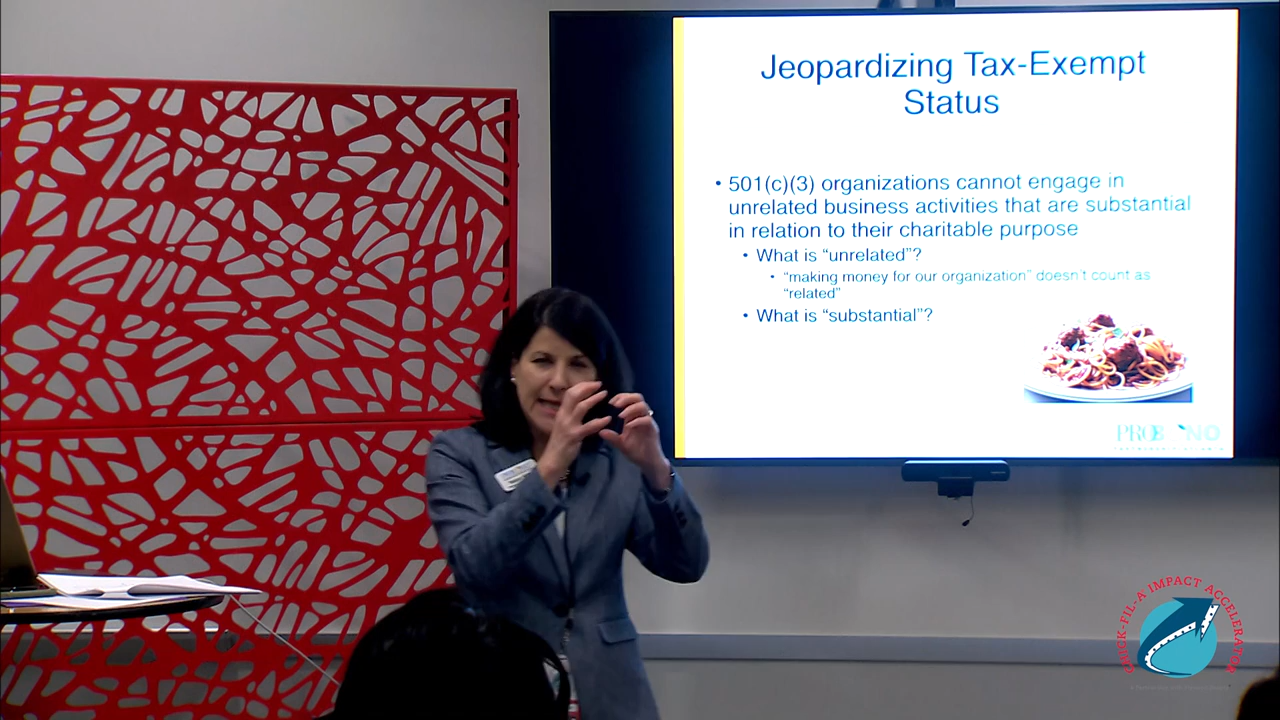 Jeopardizing Tax-Exempt
Status
• 501(c)(3) organizations cannot engage in
unrelated business activities that are substantial
in relation to their charitable purpose
• What is “unrelated”?
• “making money for our organization” doesn’t count as
“related”
• What is “substantial”?
CHICK-FIL-A IMPACT ACCELERATOR